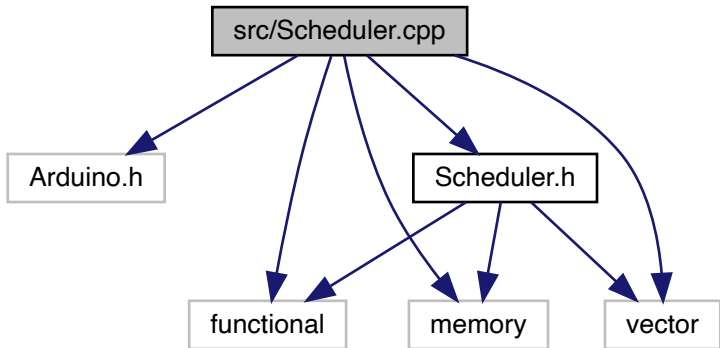 src/Scheduler.cpp
Arduino.h
Scheduler.h
functional
memory
vector